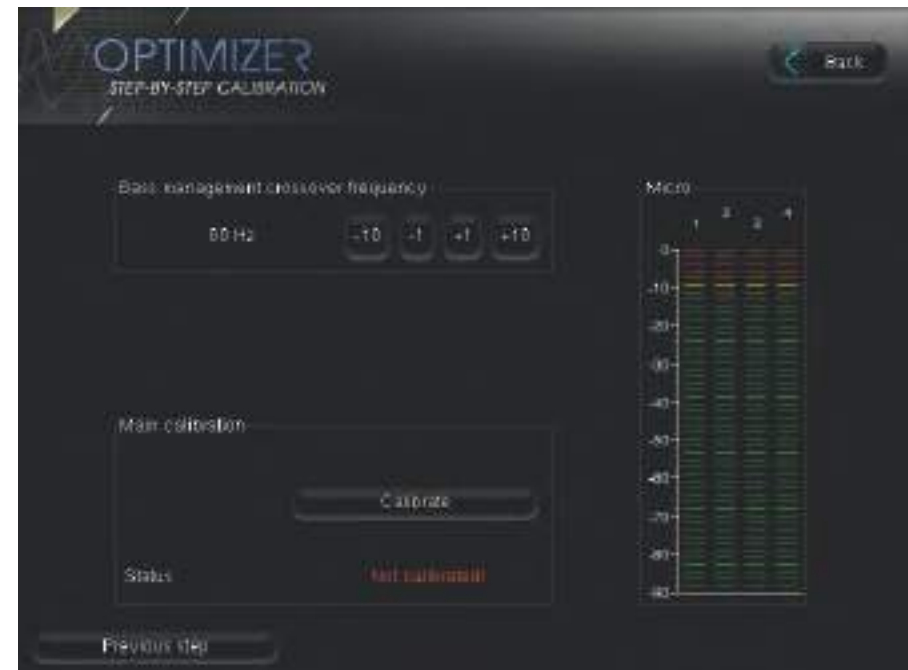 OPTIMIZER
STEP-BY-STEP CALIBRATION
Back
Bass management crossover frequency
80 Hz
-10 -1 +1 +10
Micro
1 2 3 4
0
-10
-20
-30
-40
-50
-60
-70
-80
-90
Main calibration
Calibrate
Status
Not calibrated!
Previous step